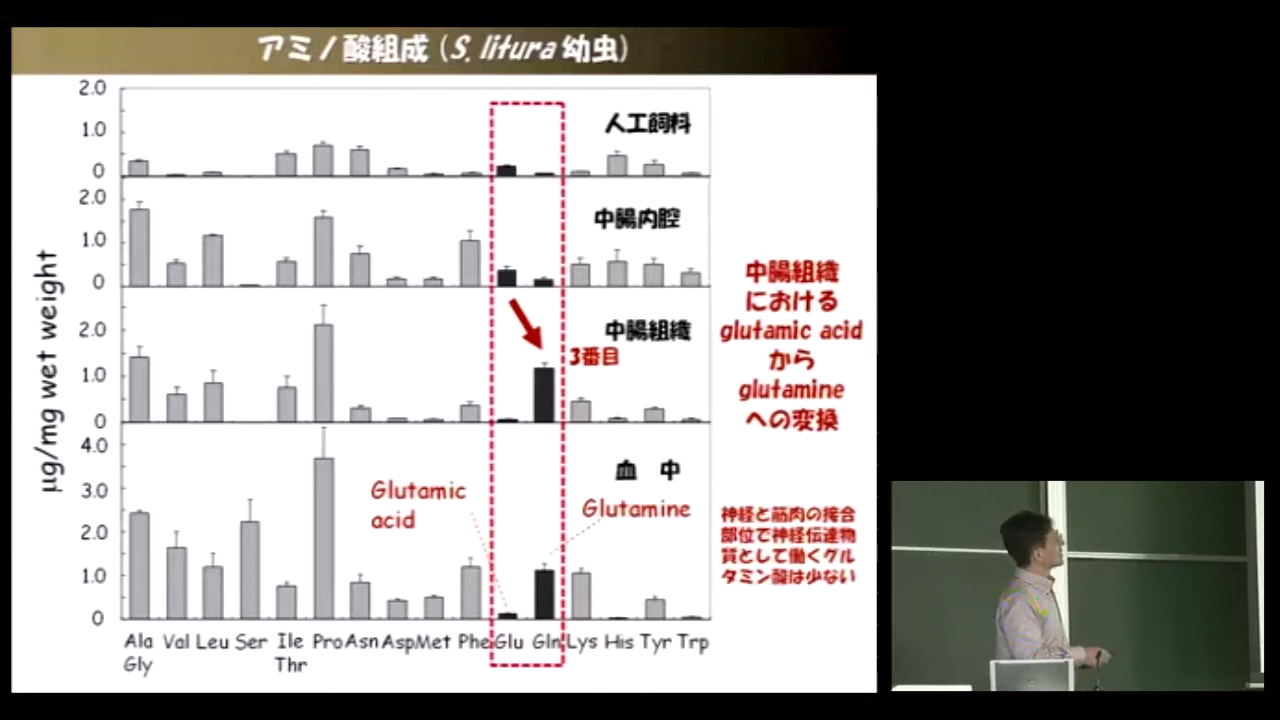 アミノ酸組成 (S. litura 幼虫)
2.0
1.0
0
人工飼料
2.0
1.0
0
中腸内腔
2.0
1.0
0
中腸組織
3番目
4.0
3.0
2.0
1.0
0
血 中
Glutamic
acid
Glutamine
µg/mg wet weight
Ala Val Leu Ser Ile Pro Asn Asp Met Phe Glu Gln Lys His Tyr Trp
Gly Thr
中腸組織
における
glutamic acid
から
glutamine
への変換
神経と筋肉の接合
部位で神経伝達物
質として働くグル
タミン酸は少ない